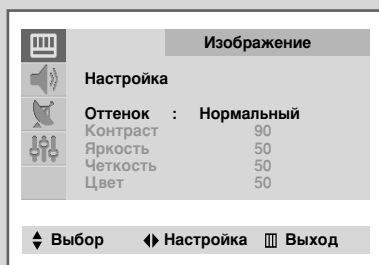 Изображение
Настройка
Оттенок : Нормальный
Контраст 90
Яркость 50
Четкость 50
Цвет 50
Выбор Настройка Выход